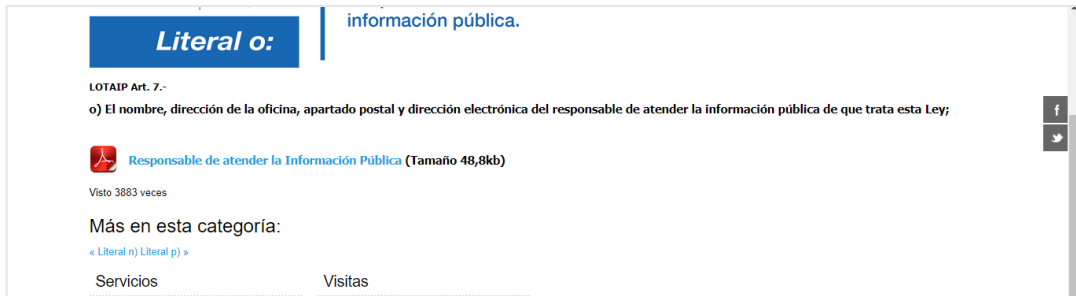 información pública.
Literal o:
LOTAIP Art. 7.-
o) El nombre, dirección de la oficina, apartado postal y dirección electrónica del responsable de atender la información pública de que trata esta Ley;
Responsable de atender la Información Pública (Tamaño 48,8kb)
Visto 3883 veces
Más en esta categoría:
« Literal n) Literal p) »
Servicios
Visitas